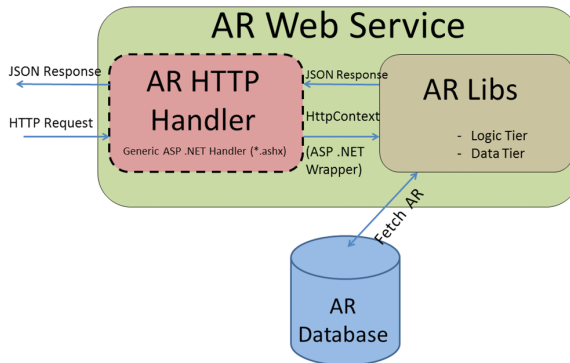 AR Web Service
JSON Response
HTTP Request
AR HTTP
Handler
Generic ASP .NET Handler (*.ashx)
JSON Response
HttpContext
(ASP .NET
Wrapper)
AR Libs
- Logic Tier
- Data Tier
Fetch AR
AR
Database